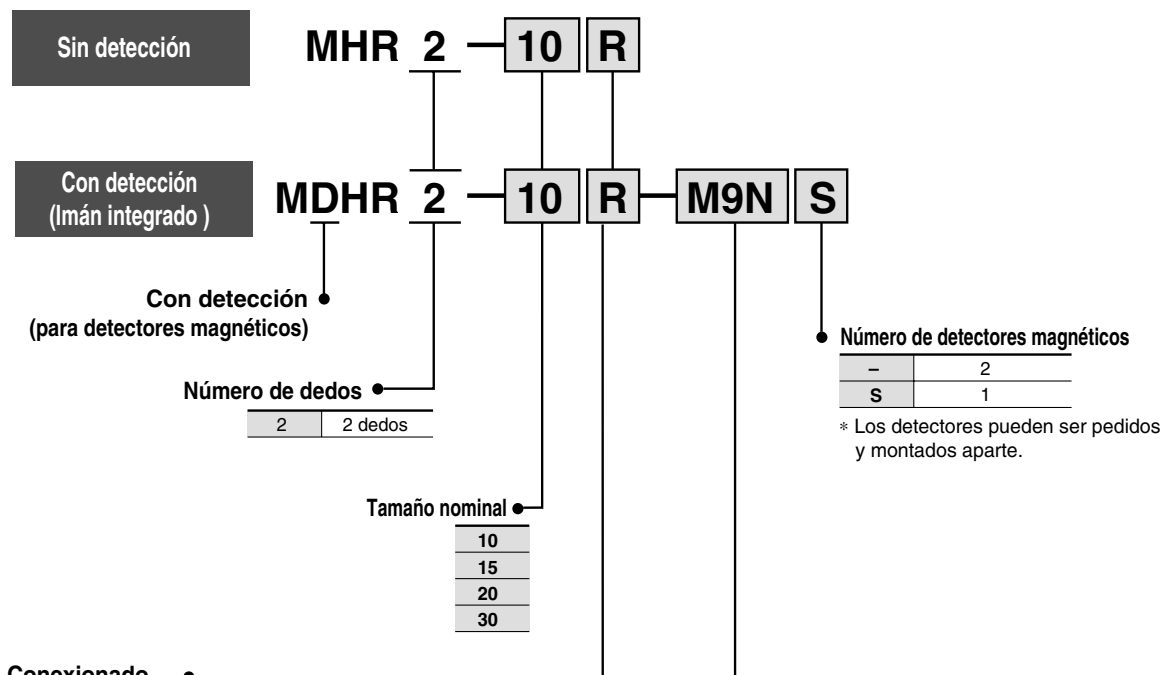 Sin detección
MHR 2 – 10 R
Con detección
(Imán integrado )
MDHR 2 – 10 R – M9N S
Con detección
(para detectores magnéticos)
Número de detectores magnéticos
– 2
S 1
* Los detectores pueden ser pedidos
y montados aparte.
Número de dedos
2 2 dedos
Tamaño nominal
10
15
20
30
Conexionado